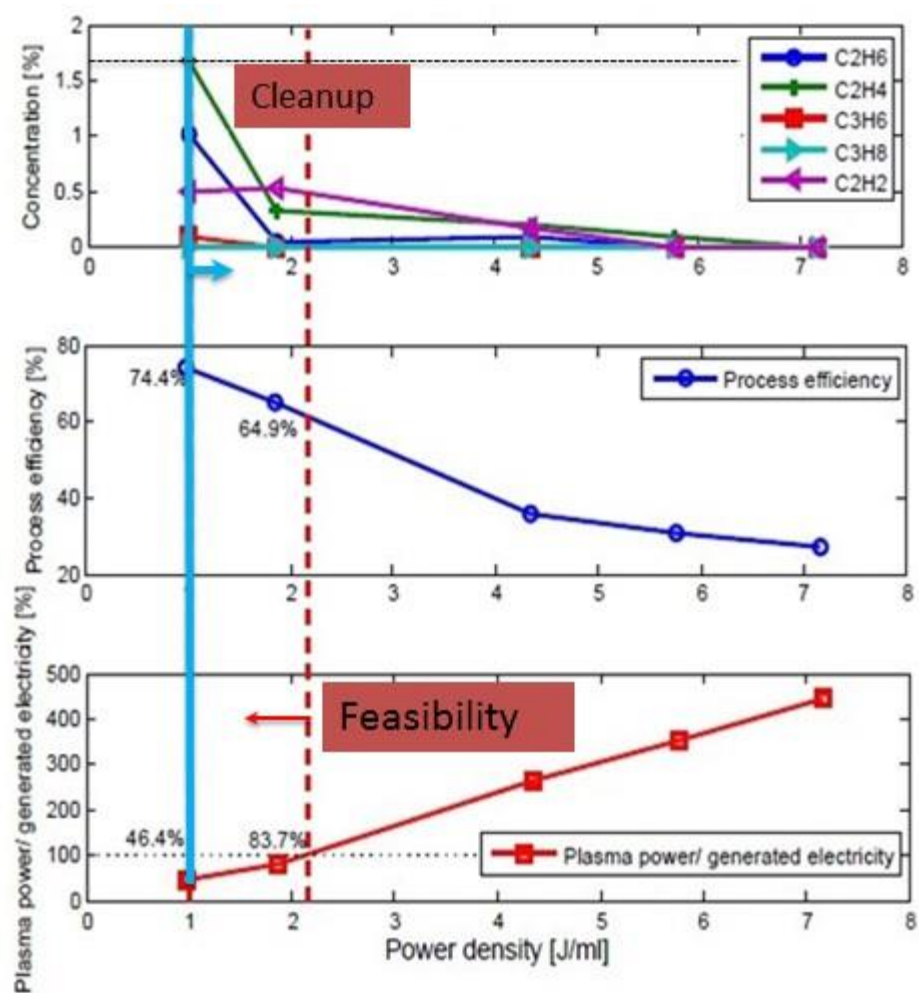 Concentration [%]
2
1.5
1
0.5
0
Cleanup
C2H6
C2H4
C3H6
C3H8
C2H2
0 1 2 3 4 5 6 7 8
Process efficiency [%]
80
60
40
20
74.4%
64.9%
Process efficiency
0 1 2 3 4 5 6 7 8
Plasma power/ generated electricity [%]
500
400
300
200
100
0
Feasibility
46.4%
83.7%
Plasma power/ generated electricity
0 1 2 3 4 5 6 7 8
Power density [J/ml]